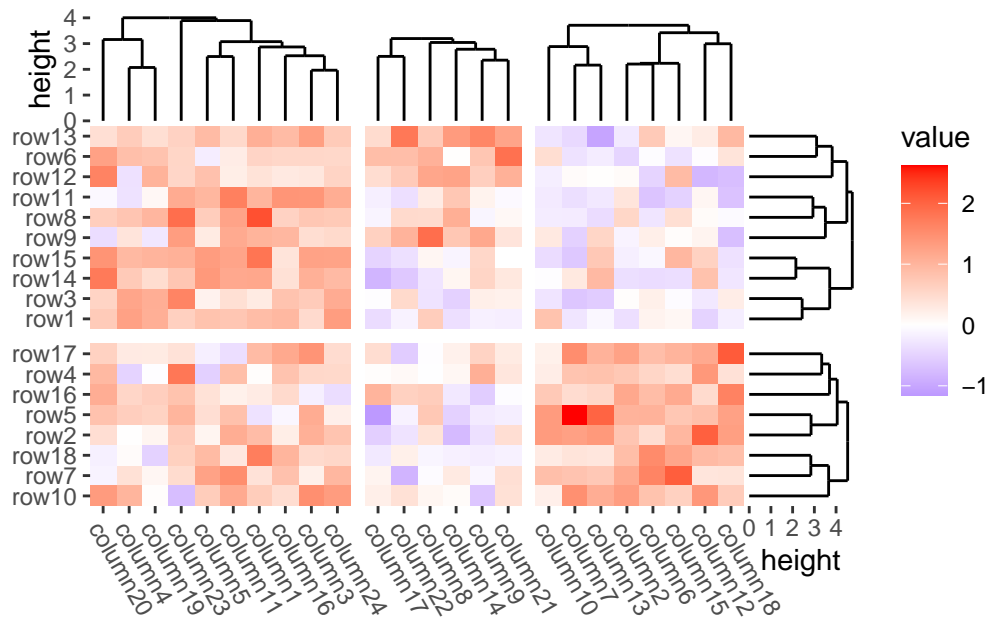 4
3
2
1
0
height
row13
row6
row12
row11
row8
row9
row15
row14
row3
row1
row17
row4
row16
row5
row2
row18
row7
row10
column20
column4
column19
column23
column5
column11
column1
column16
column3
column24
column17
column22
column8
column14
column9
column21
column10
column7
column13
column2
column6
column15
column12
column18
0 1 2 3 4
height
value
2
1
0
−1